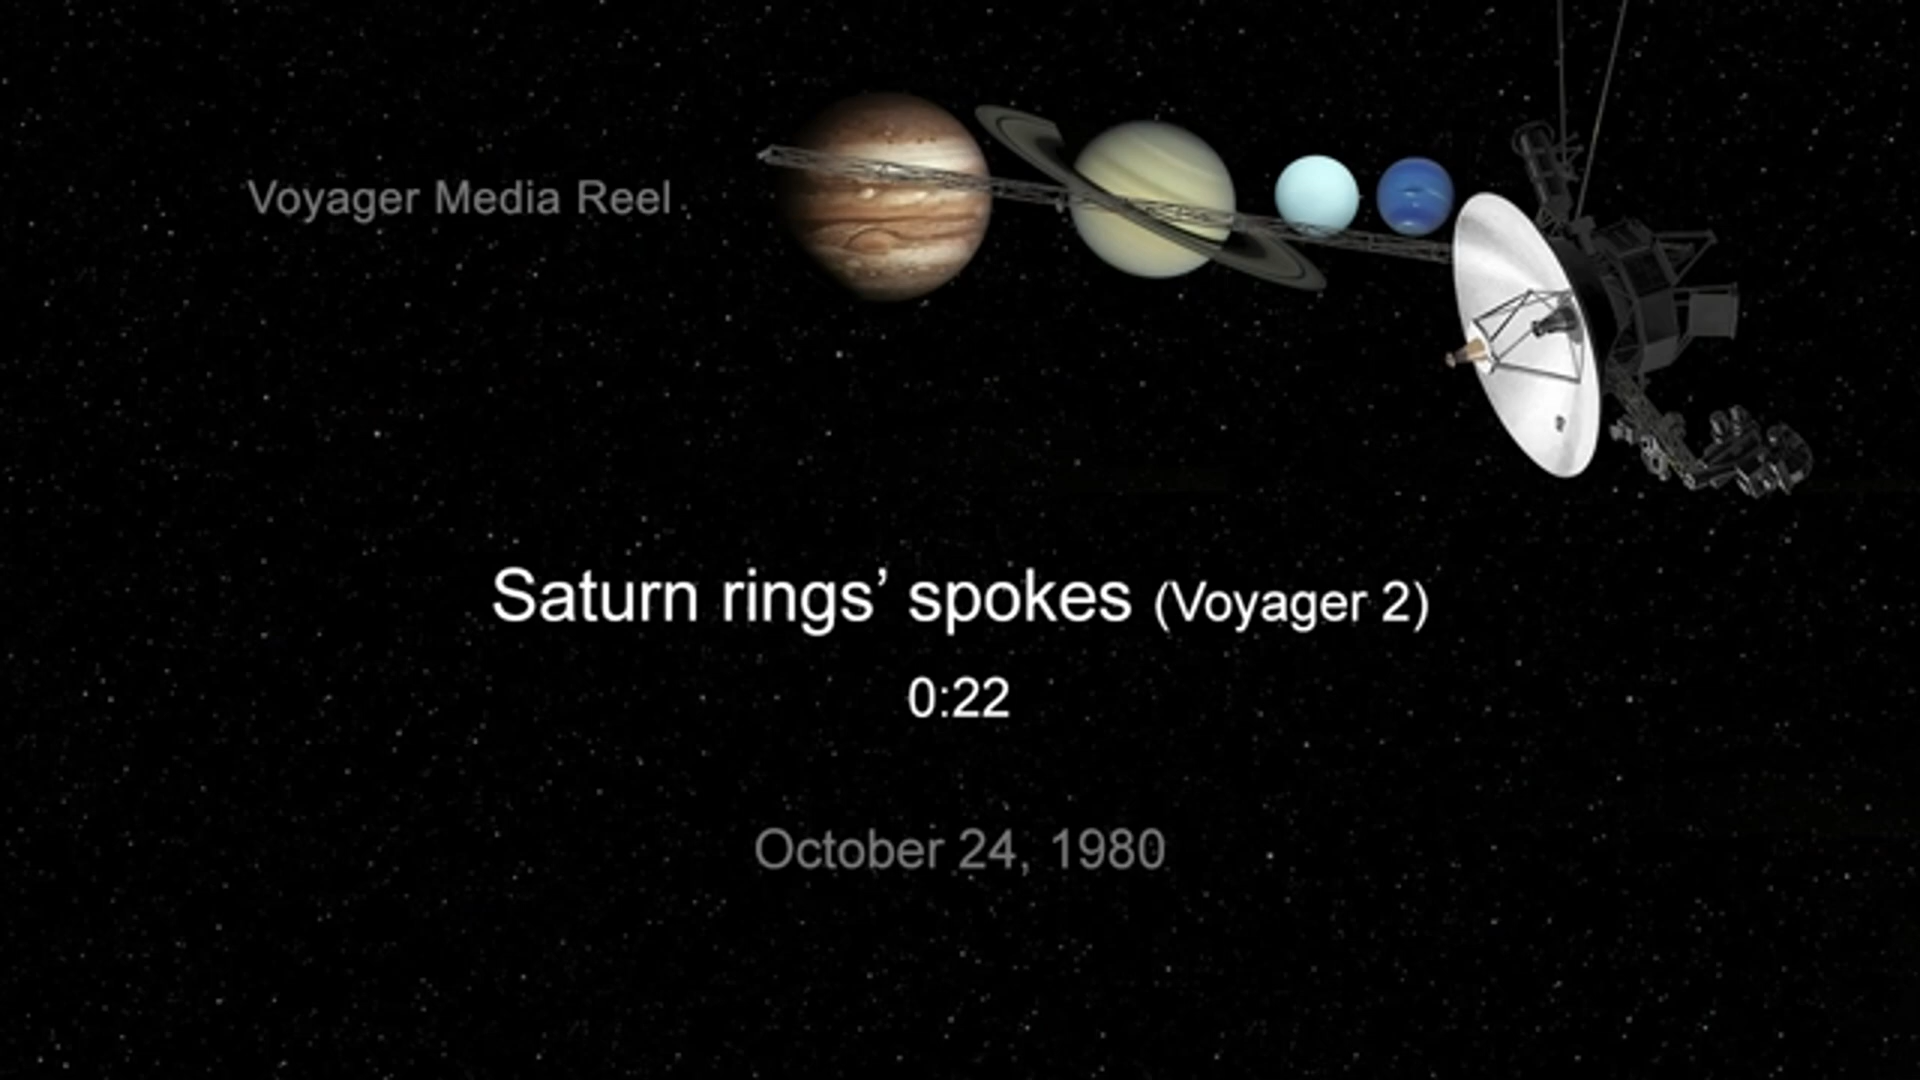 Voyager Media Reel
Saturn rings’ spokes (Voyager 2)
0:22
October 24, 1980